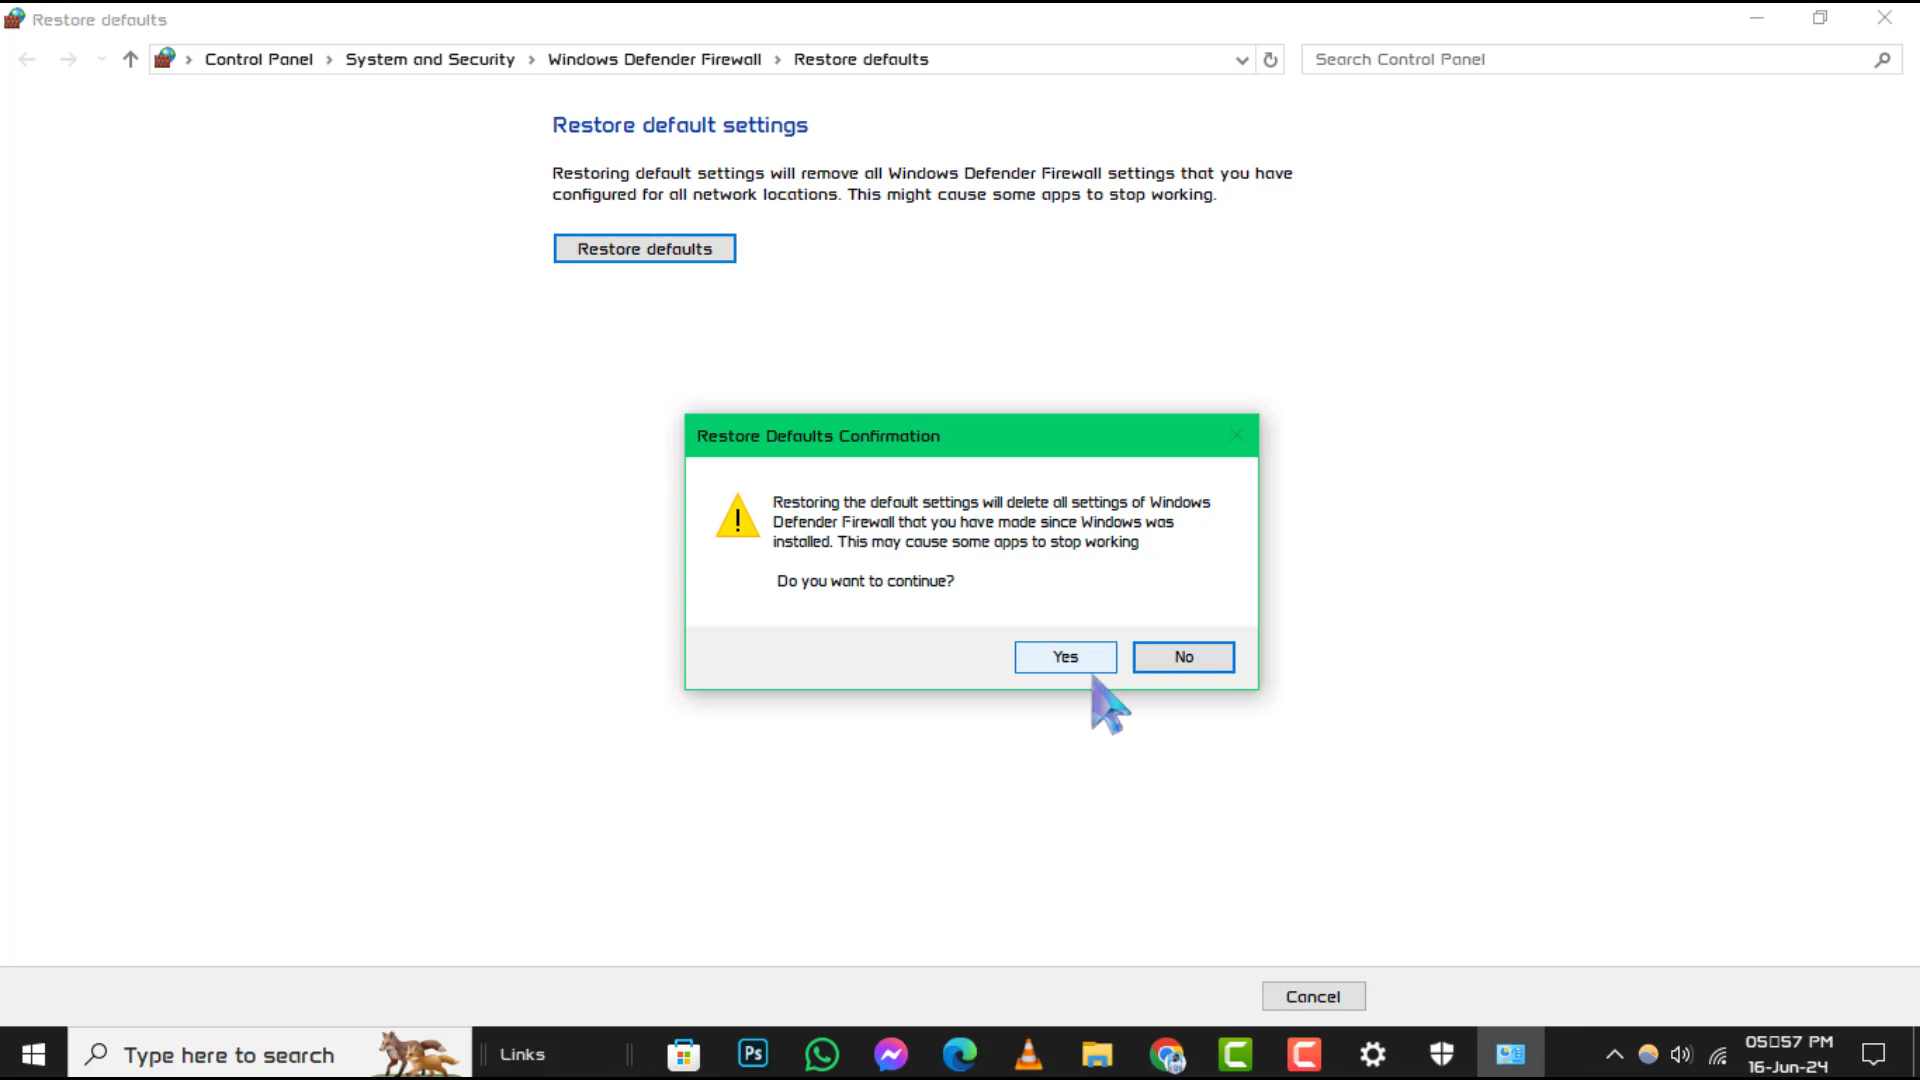 Restore defaults
Control Panel > System and Security > Windows Defender Firewall > Restore defaults
Search Control Panel
Restore default settings
Restoring default settings will remove all Windows Defender Firewall settings that you have
configured for all network locations. This might cause some apps to stop working.
Restore defaults
Restore Defaults Confirmation
Restoring the default settings will delete all settings of Windows
Defender Firewall that you have made since Windows was
installed. This may cause some apps to stop working
Do you want to continue?
Yes
No
Cancel
Type here to search
Links
Ps
05▯57 PM
16-Jun-24